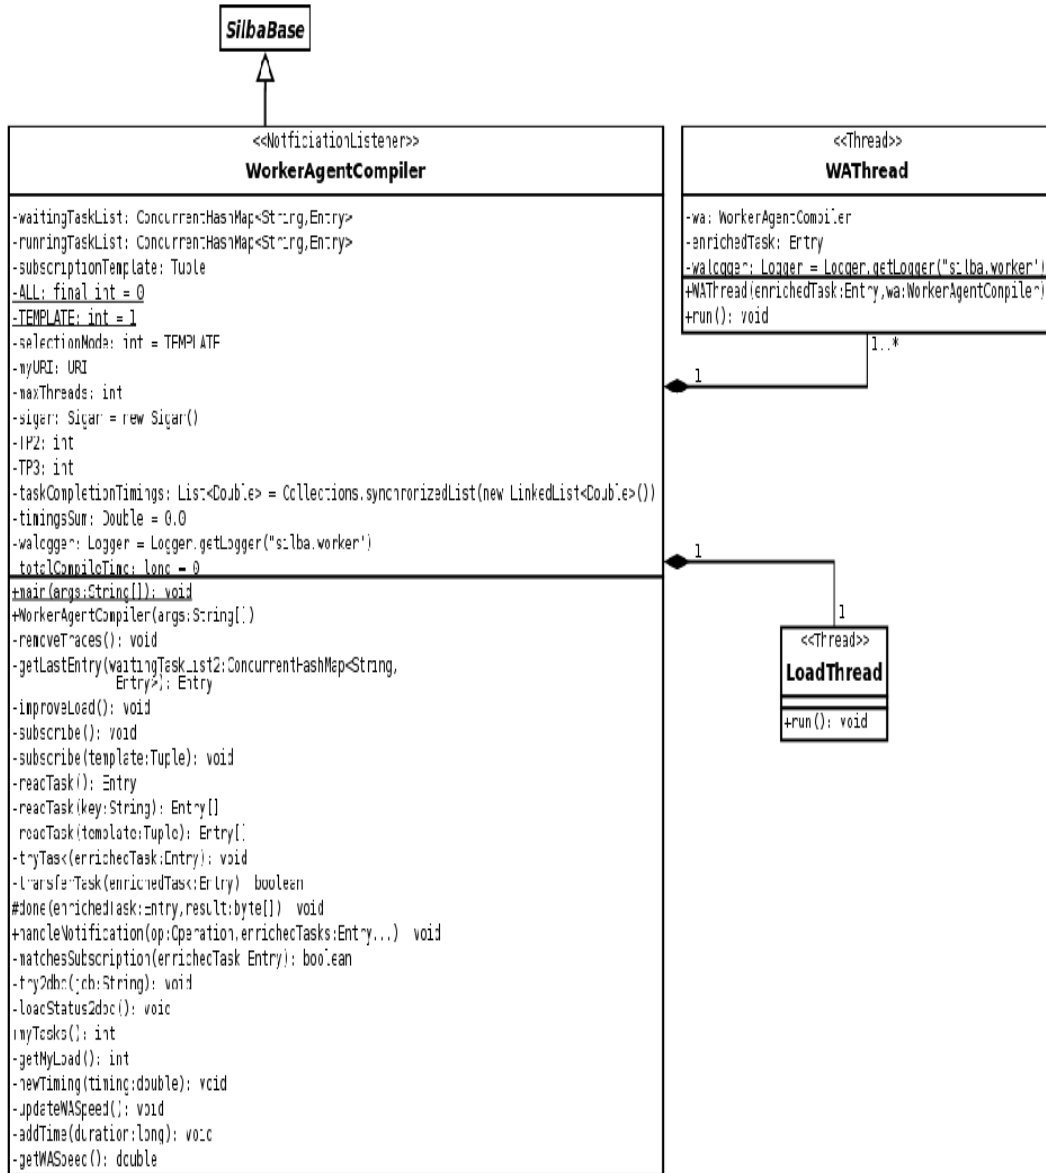 SilbaBase
<<NotficiationListener>>
WorkerAgentCompiler
-waitingTaskList: ConcurrentHashMap<String,Entry>
-runningTaskList: ConcurrentHashMap<String,Entry>
-subscriptionTemplate: Tuple
-ALL: final int = 0
-TEMPLATE: int = 1
-selectionMode: int = TEMPLATE
-myURI: URI
-maxThreads: int
-sigar: Sigar = new Sigar()
-TP2: int
-TP3: int
-taskCompletionTimings: List<Double> = Collections.synchronizedList(new LinkedList<Double>())
-timingsSum: Double = 0.0
-walogger: Logger = Logger.getLogger("silba.worker")
totalCompileTime: long = 0
+main(args:String[]): void
+WorkerAgentCompiler(args:String[])
-removeTraces(): void
-getLastEntry(waitingTaskList2:ConcurrentHashMap<String,
Entry>): Entry
-improveLoad(): void
-subscribe(): void
-subscribe(template:Tuple): void
-readTask(): Entry
-readTask(key:String): Entry[]
readTask(template:Tuple): Entry[]
-tryTask(enrichedTask:Entry): void
-transferTask(enrichedTask:Entry) boolean
#done(enrichedTask:Entry,result:byte[]) void
+handleNotification(op:Operation,enrichedTasks:Entry...) void
-matchesSubscription(enrichedTask Entry): boolean
-try2dbc(job:String): void
-loadStatus2dbc(): void
myTasks(): int
-getMyLoad(): int
-newTiming(timing:double): void
-updateWASpeed(): void
-addTime(duration:long): void
-getWASpeed(): double
<<Thread>>
WAThread
-wa: WorkerAgentCompiler
-enrichedTask: Entry
-walogger: Logger = Logger.getLogger("silba.worker")
+WAThread(enrichedTask:Entry,wa:WorkerAgentCompiler)
+run(): void
1..*
1
1
1
<<Thread>>
LoadThread
+run(): void